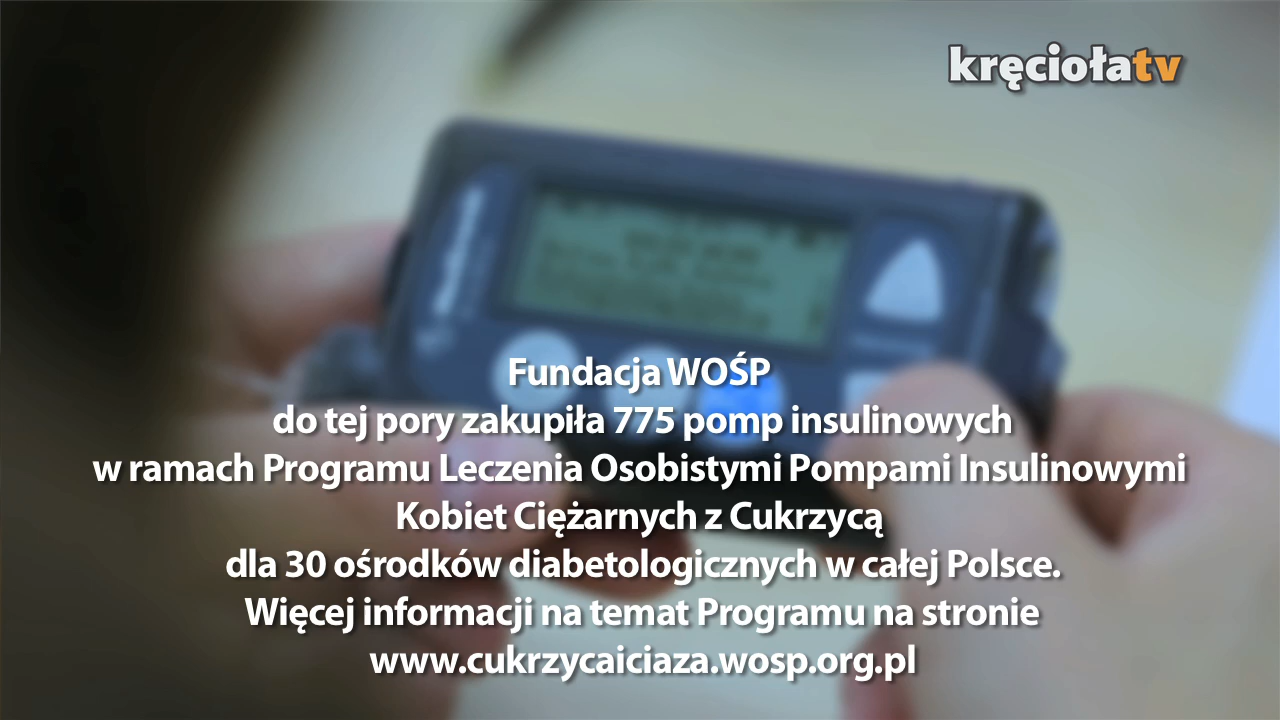 kręciołatv
Fundacja WOŚP
do tej pory zakupiła 775 pomp insulinowych
w ramach Programu Leczenia Osobistymi Pompami Insulinowymi
Kobiet Ciężarnych z Cukrzycą
dla 30 ośrodków diabetologicznych w całej Polsce.
Więcej informacji na temat Programu na stronie
www.cukrzycaiciaza.wosp.org.pl